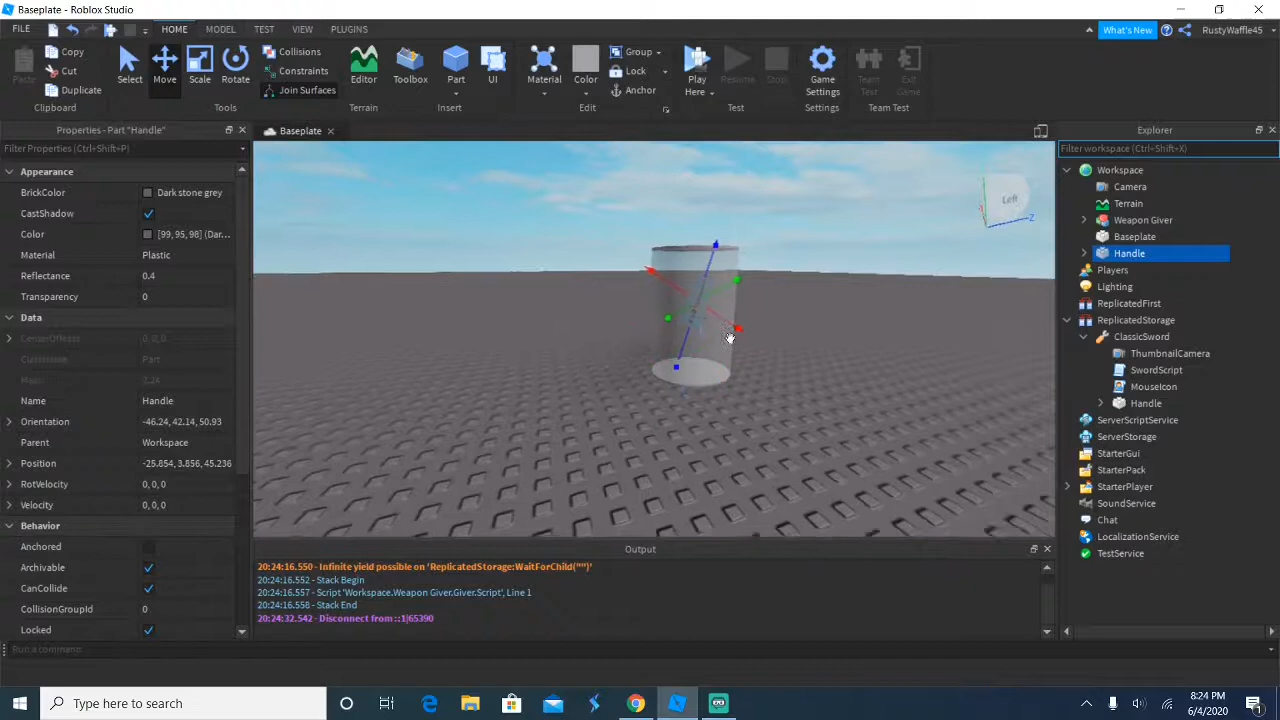 Baseplate - Roblox Studio
FILE HOME MODEL TEST VIEW PLUGINS What's New RustyWaffle45
Paste Copy Cut Duplicate Select Move Scale Rotate Collisions Constraints Join Surfaces Editor Toolbox Part UI Material Color Group Lock Anchor Play Here Resume Stop Game Settings Team Test Exit Game
Clipboard Tools Terrain Insert Edit Test Settings Team Test
Properties - Part "Handle"
Filter Properties (Ctrl+Shift+P)
Appearance
BrickColor Dark stone grey
CastShadow
Color [99, 95, 98] (Dar...
Material Plastic
Reflectance 0.4
Transparency 0
Data
CenterOfMass 0, 0, 0
ClassName Part
Mass 2.24
Name Handle
Orientation -46.24, 42.14, 50.93
Parent Workspace
Position -25.854, 3.856, 45.236
RotVelocity 0, 0, 0
Velocity 0, 0, 0
Behavior
Anchored
Archivable
CanCollide
CollisionGroupId 0
Locked
Baseplate
Left
Z
Output
20:24:16.550 - Infinite yield possible on 'ReplicatedStorage:WaitForChild("")'
20:24:16.552 - Stack Begin
20:24:16.557 - Script 'Workspace.Weapon Giver.Giver.Script', Line 1
20:24:16.558 - Stack End
20:24:32.542 - Disconnect from ::1|65390
Explorer
Filter workspace (Ctrl+Shift+X)
Workspace
Camera
Terrain
Weapon Giver
Baseplate
Handle
Players
Lighting
ReplicatedFirst
ReplicatedStorage
ClassicSword
ThumbnailCamera
SwordScript
MouseIcon
Handle
ServerScriptService
ServerStorage
StarterGui
StarterPack
StarterPlayer
SoundService
Chat
LocalizationService
TestService
Run a command
Type here to search
8:24 PM
6/4/2020